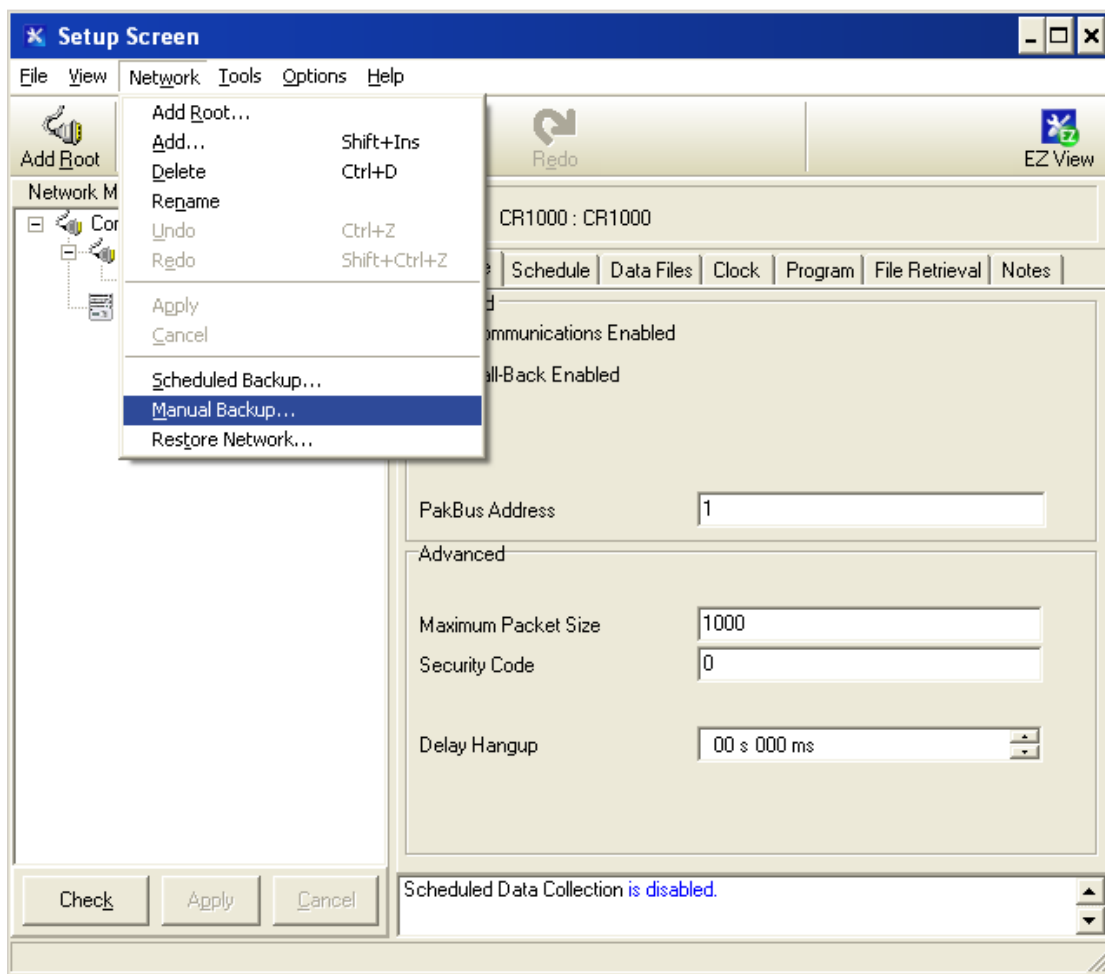 Setup Screen
File View Network Tools Options Help
Add Root...
Add... Shift+Ins
Delete Ctrl+D
Rename
Undo Ctrl+Z
Redo Shift+Ctrl+Z
Apply
Cancel
Scheduled Backup...
Manual Backup...
Restore Network...
Add Root
Redo
EZ
EZ View
Network M
Cor
CR1000 : CR1000
Schedule Data Files Clock Program File Retrieval Notes
mmunications Enabled
all-Back Enabled
PakBus Address 1
Advanced
Maximum Packet Size 1000
Security Code 0
Delay Hangup 00 s 000 ms
Check Apply Cancel
Scheduled Data Collection is disabled.